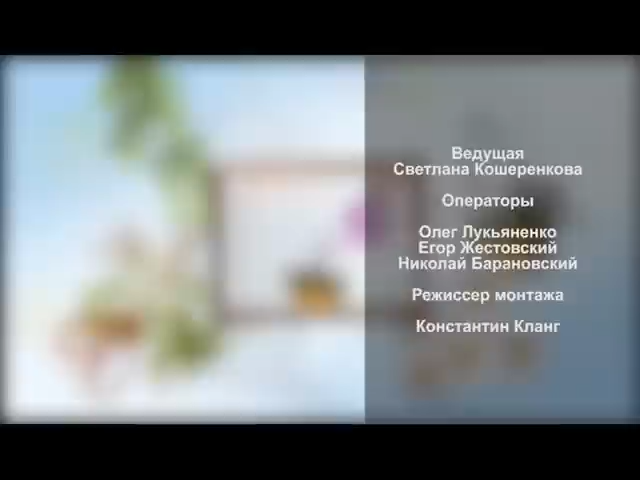 Ведущая
Светлана Кошеренкова
Операторы
Олег Лукьяненко
Егор Жестовский
Николай Барановский
Режиссер монтажа
Константин Кланг